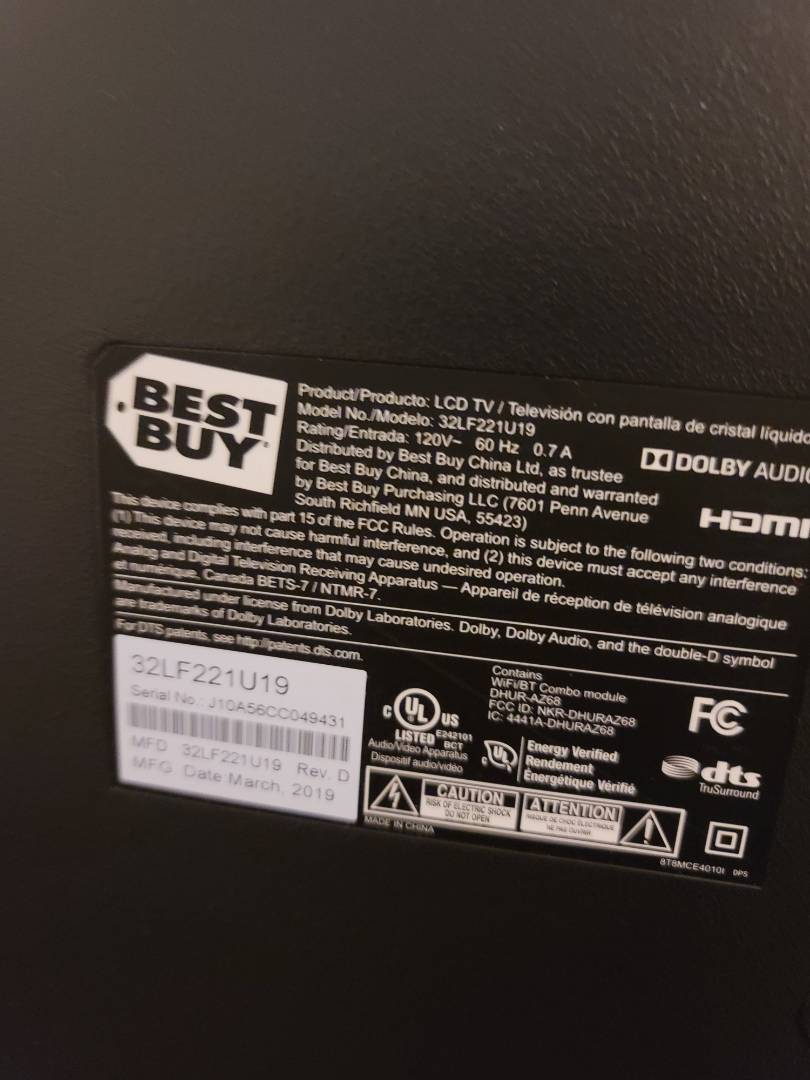 BEST
BUY
Product/Producto: LCD TV / Televisión con pantalla de cristal líquido
Model No./Modelo: 32LF221U19
Rating/Entrada: 120V~ 60 Hz 0.7 A
Distributed by Best Buy China Ltd, as trustee
for Best Buy China, and distributed and warranted
by Best Buy Purchasing LLC (7601 Penn Avenue
South Richfield MN USA, 55423)
DOLBY AUDIO
HDMI
This device complies with part 15 of the FCC Rules. Operation is subject to the following two conditions:
(1) This device may not cause harmful interference, and (2) this device must accept any interference
received, including interference that may cause undesired operation.
Analog and Digital Television Receiving Apparatus — Appareil de réception de télévision analogique
et numérique, Canada BETS-7 / NTMR-7.
Manufactured under license from Dolby Laboratories. Dolby, Dolby Audio, and the double-D symbol
are trademarks of Dolby Laboratories.
For DTS patents, see http://patents.dts.com.
32LF221U19
Serial No.: J10A56CC049431
MFD 32LF221U19 Rev. D
MFG Date March, 2019
C UL US
LISTED E242101
BCT
Audio/Video Apparatus
Dispositif audio/vidéo
Contains
WiFi/BT Combo module
DHUR-AZ68
FCC ID: NKR-DHURAZ68
IC: 4441A-DHURAZ68
C UL
Energy Verified
Rendement
Énergétique Vérifié
FC
dts
TruSurround
CAUTION
RISK OF ELECTRIC SHOCK
DO NOT OPEN
ATTENTION
RISQUE DE CHOC ÉLECTRIQUE
NE PAS OUVRIR
MADE IN CHINA
8T8MCE4010I DPS